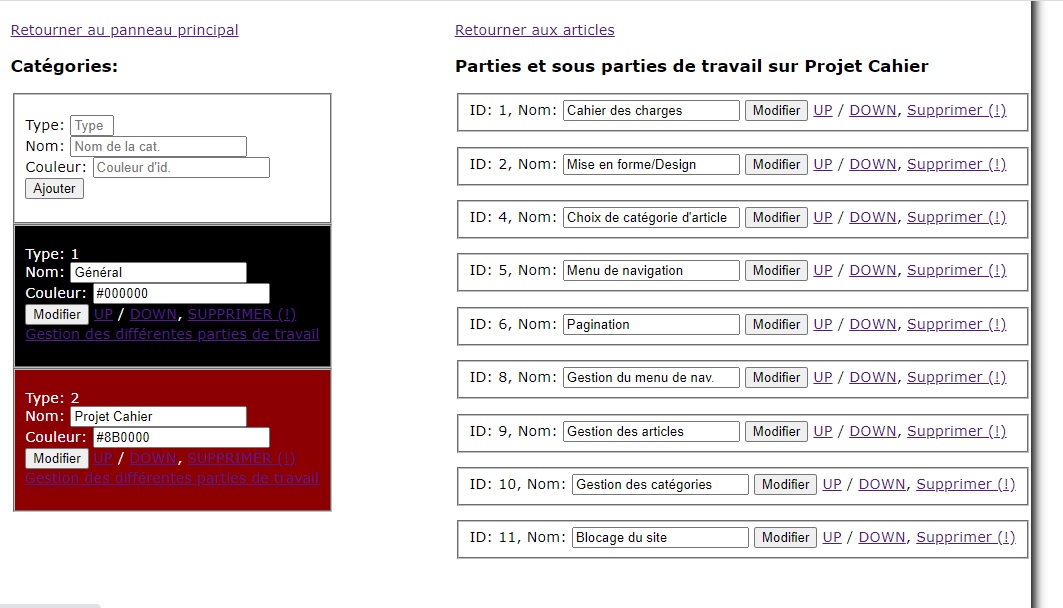 Retourner au panneau principal
Catégories:
Type: Type
Nom: Nom de la cat.
Couleur: Couleur d'id.
Ajouter
Type: 1
Nom: Général
Couleur: #000000
Modifier UP / DOWN, SUPPRIMER (!)
Gestion des différentes parties de travail
Type: 2
Nom: Projet Cahier
Couleur: #8B0000
Modifier UP / DOWN, SUPPRIMER (!)
Gestion des différentes parties de travail
Retourner aux articles
Parties et sous parties de travail sur Projet Cahier
ID: 1, Nom: Cahier des charges Modifier UP / DOWN, Supprimer (!)
ID: 2, Nom: Mise en forme/Design Modifier UP / DOWN, Supprimer (!)
ID: 4, Nom: Choix de catégorie d'article Modifier UP / DOWN, Supprimer (!)
ID: 5, Nom: Menu de navigation Modifier UP / DOWN, Supprimer (!)
ID: 6, Nom: Pagination Modifier UP / DOWN, Supprimer (!)
ID: 8, Nom: Gestion du menu de nav. Modifier UP / DOWN, Supprimer (!)
ID: 9, Nom: Gestion des articles Modifier UP / DOWN, Supprimer (!)
ID: 10, Nom: Gestion des catégories Modifier UP / DOWN, Supprimer (!)
ID: 11, Nom: Blocage du site Modifier UP / DOWN, Supprimer (!)